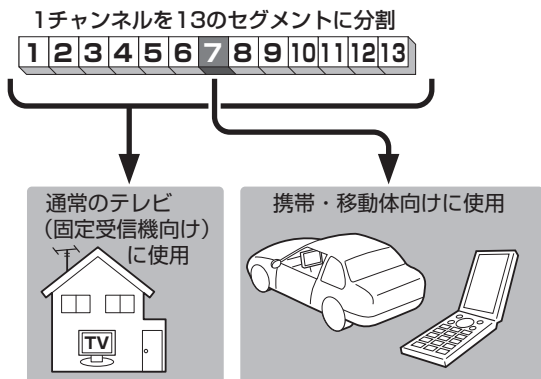 1チャンネルを13のセグメントに分割
1 2 3 4 5 6 7 8 9 10 11 12 13
通常のテレビ
(固定受信機向け)
に使用
携帯・移動体向けに使用
TV